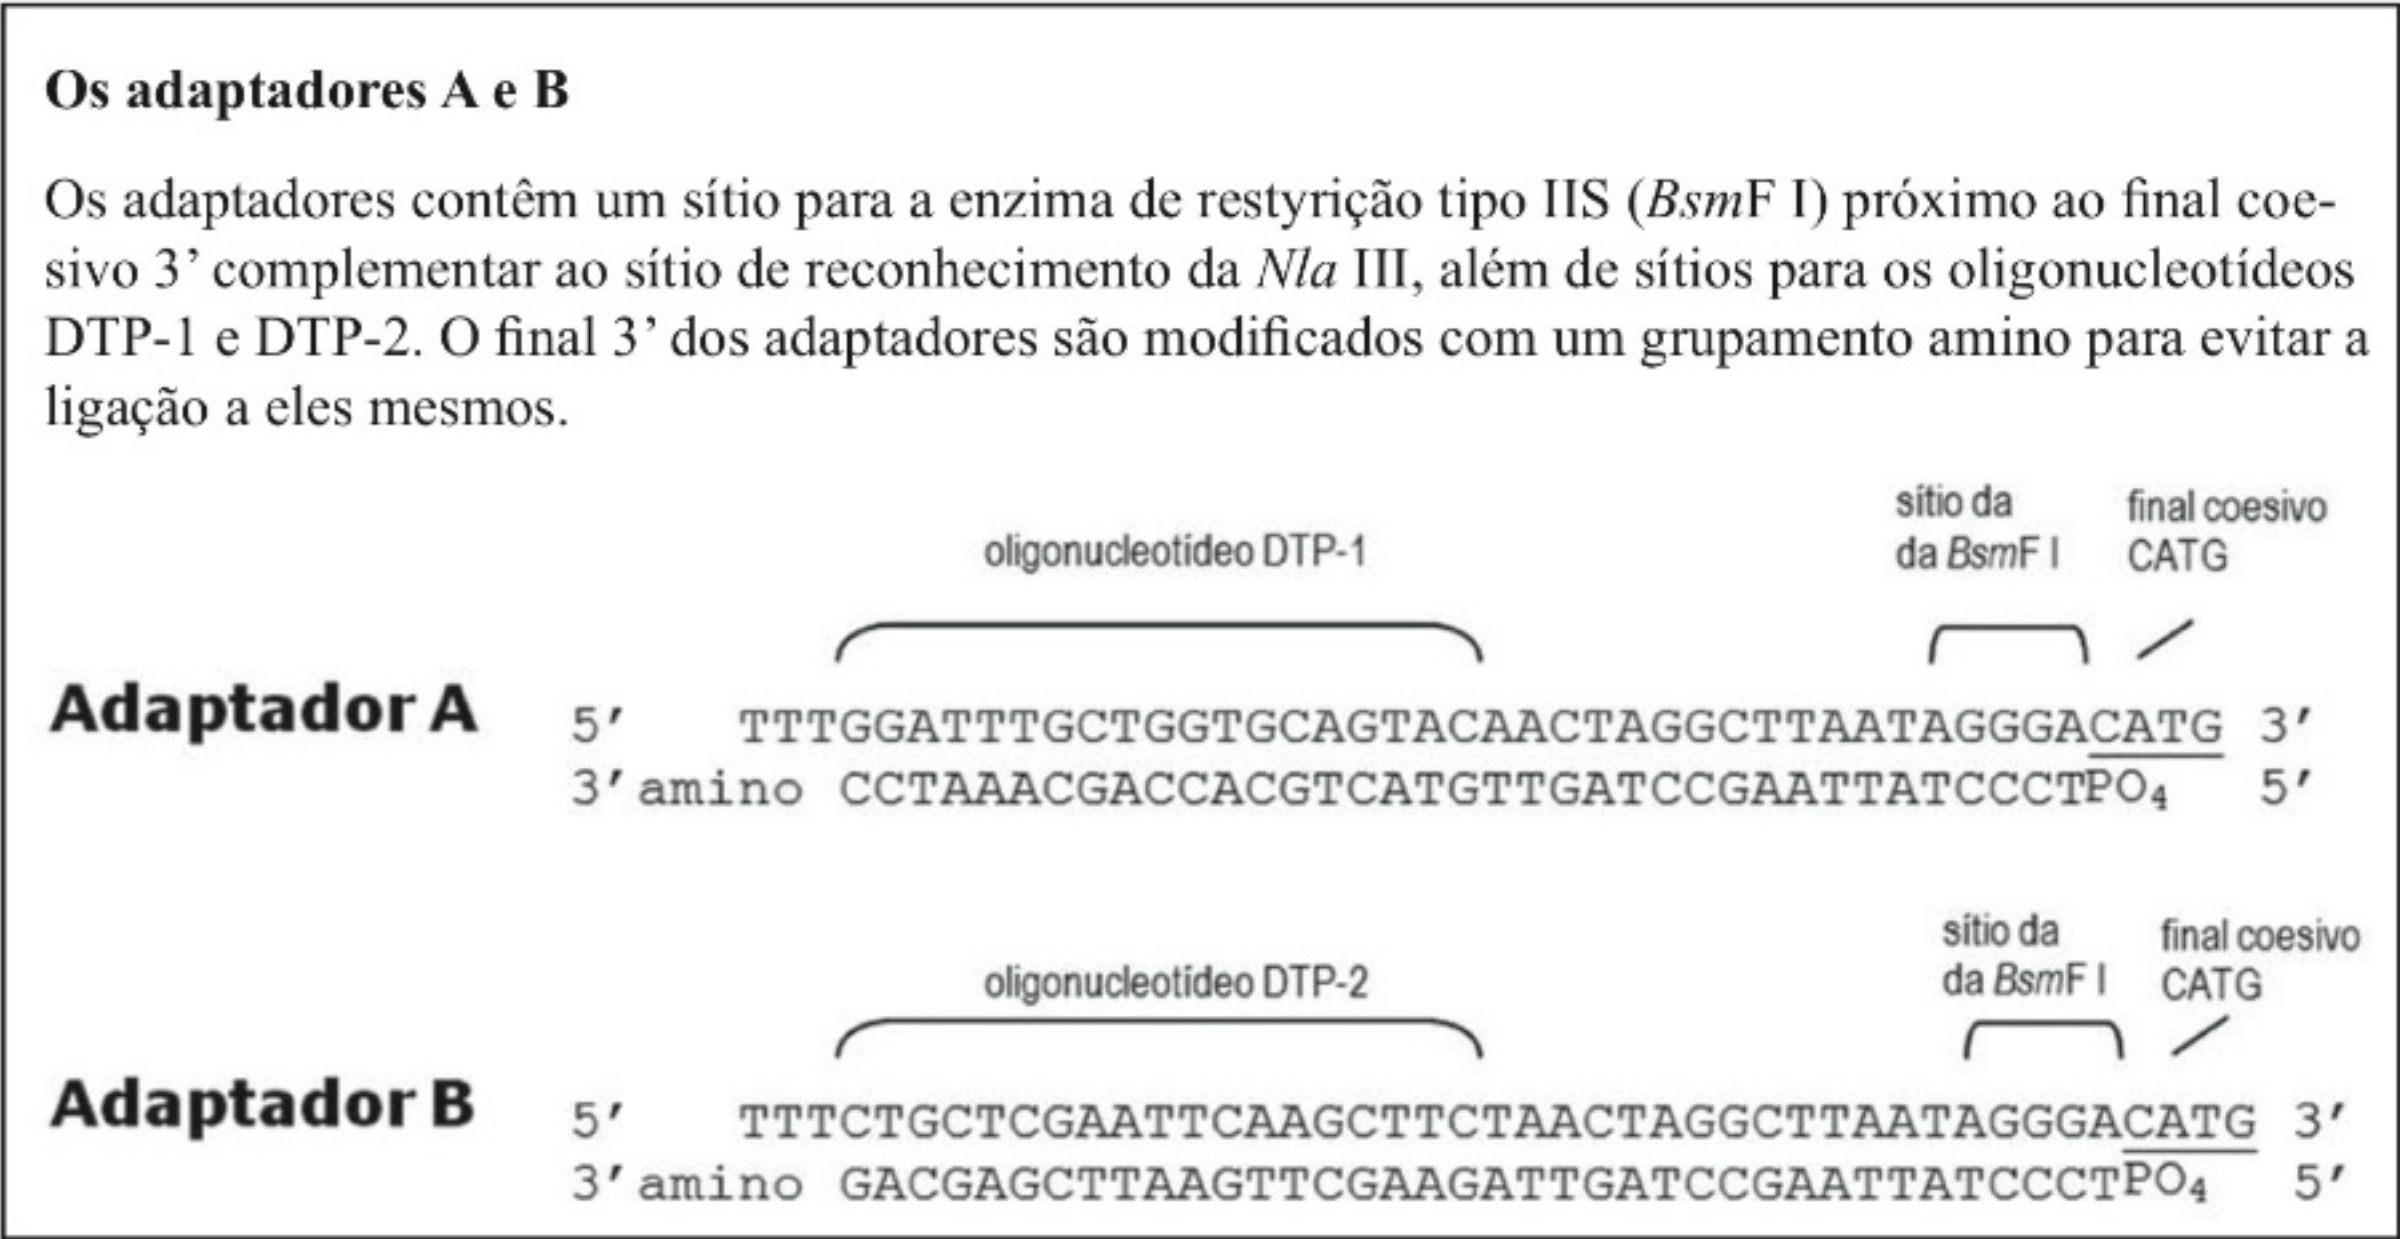 Os adaptadores A e B
Os adaptadores contêm um sítio para a enzima de restyrição tipo IIS (BsmF I) próximo ao final coe-
sivo 3’ complementar ao sítio de reconhecimento da Nla III, além de sítios para os oligonucleotídeos
DTP-1 e DTP-2. O final 3’ dos adaptadores são modificados com um grupamento amino para evitar a
ligação a eles mesmos.
oligonucleotídeo DTP-1
sítio da
da BsmF I
final coesivo
CATG
Adaptador A
5’ TTTGGATTTGCTGGTGCAGTACAACTAGGCTTAATAGGGACATG 3’
3’ amino CCTAAACGACCACGTCATGTTGATCCGAATTATCCCTPO₄ 5’
oligonucleotídeo DTP-2
sítio da
da BsmF I
final coesivo
CATG
Adaptador B
5’ TTTCTGCTCGAATTCAAGCTTCTAACTAGGCTTAATAGGGACATG 3’
3’ amino GACGAGCTTAAGTTCGAAGATTGATCCGAATTATCCCTPO₄ 5’